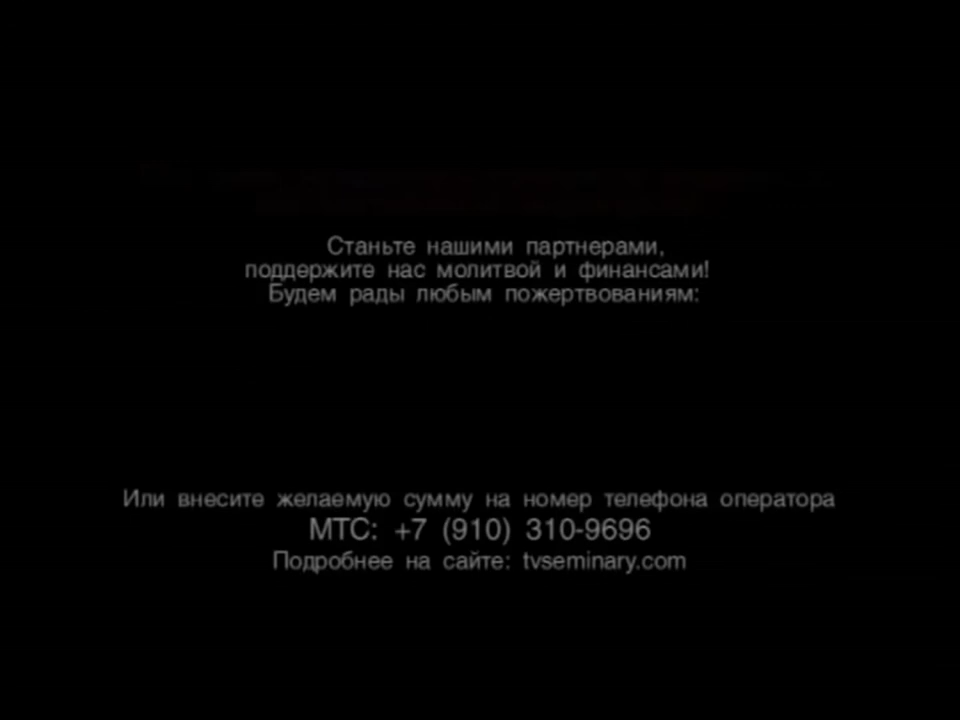 Станьте нашими партнерами,
поддержите нас молитвой и финансами!
Будем рады любым пожертвованиям:
Или внесите желаемую сумму на номер телефона оператора
МТС: +7 (910) 310-9696
Подробнее на сайте: tvseminary.com